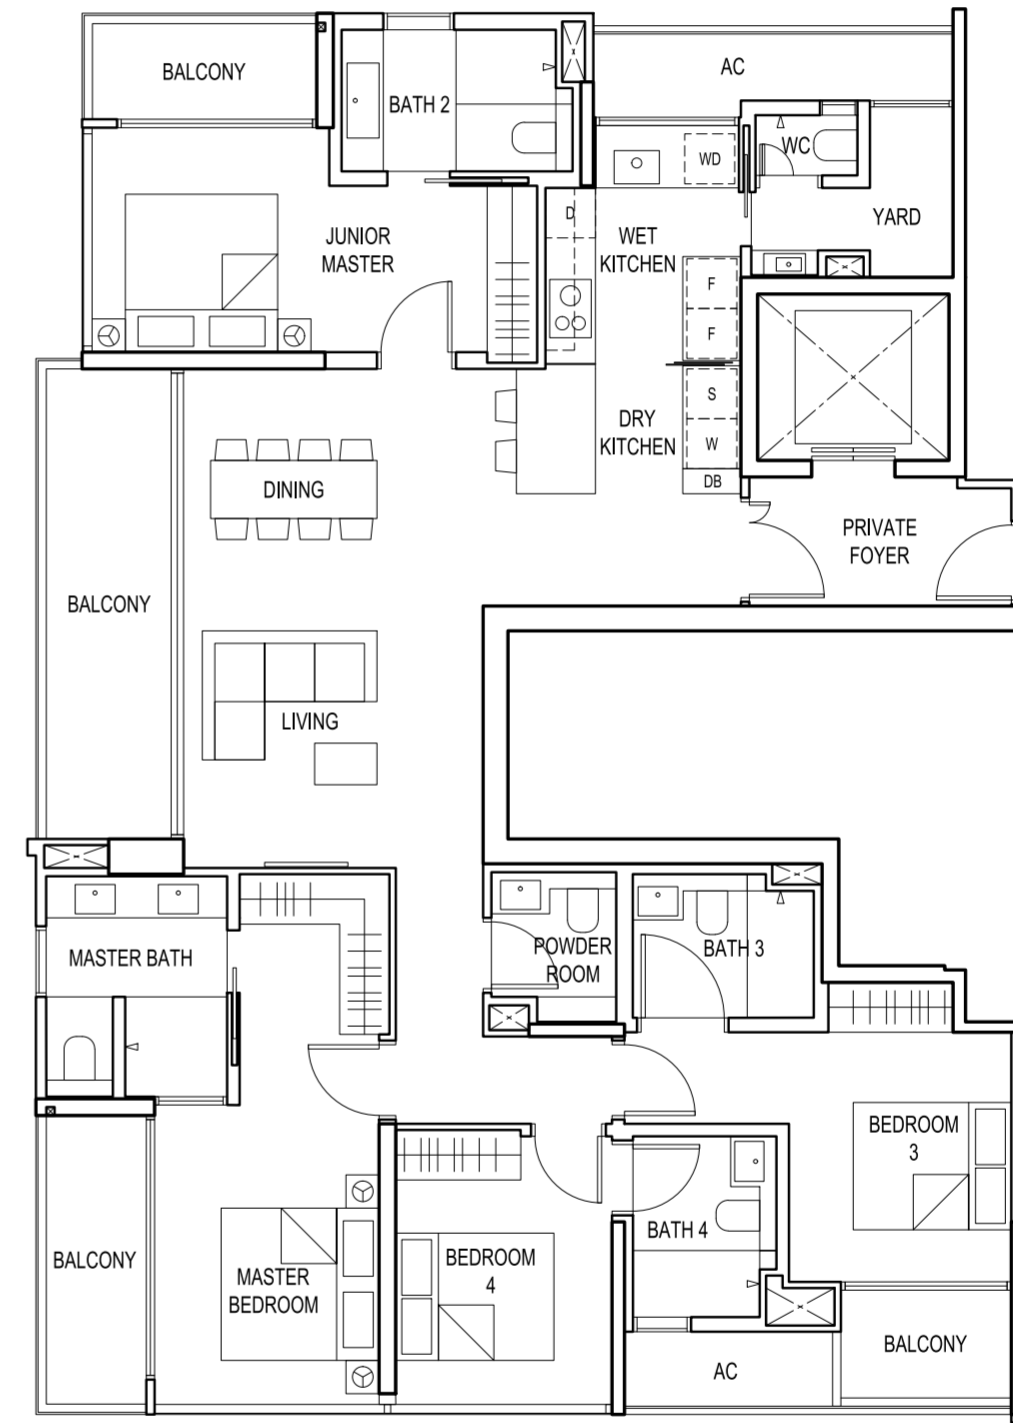 BALCONY
BATH 2
AC
WD
WC
D
WET
KITCHEN
YARD
JUNIOR
MASTER
F
F
S
W
DB
DRY
KITCHEN
DINING
PRIVATE
FOYER
BALCONY
LIVING
MASTER BATH
POWDER
ROOM
BATH 3
BEDROOM
3
BATH 4
BALCONY
MASTER
BEDROOM
BEDROOM
4
AC
BALCONY